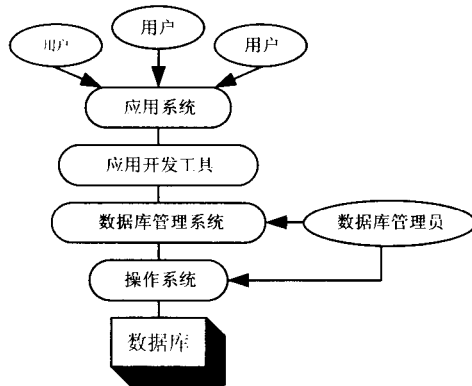 用户
用户
用户
应用系统
应用开发工具
数据库管理系统
数据库管理员
操作系统
数据库